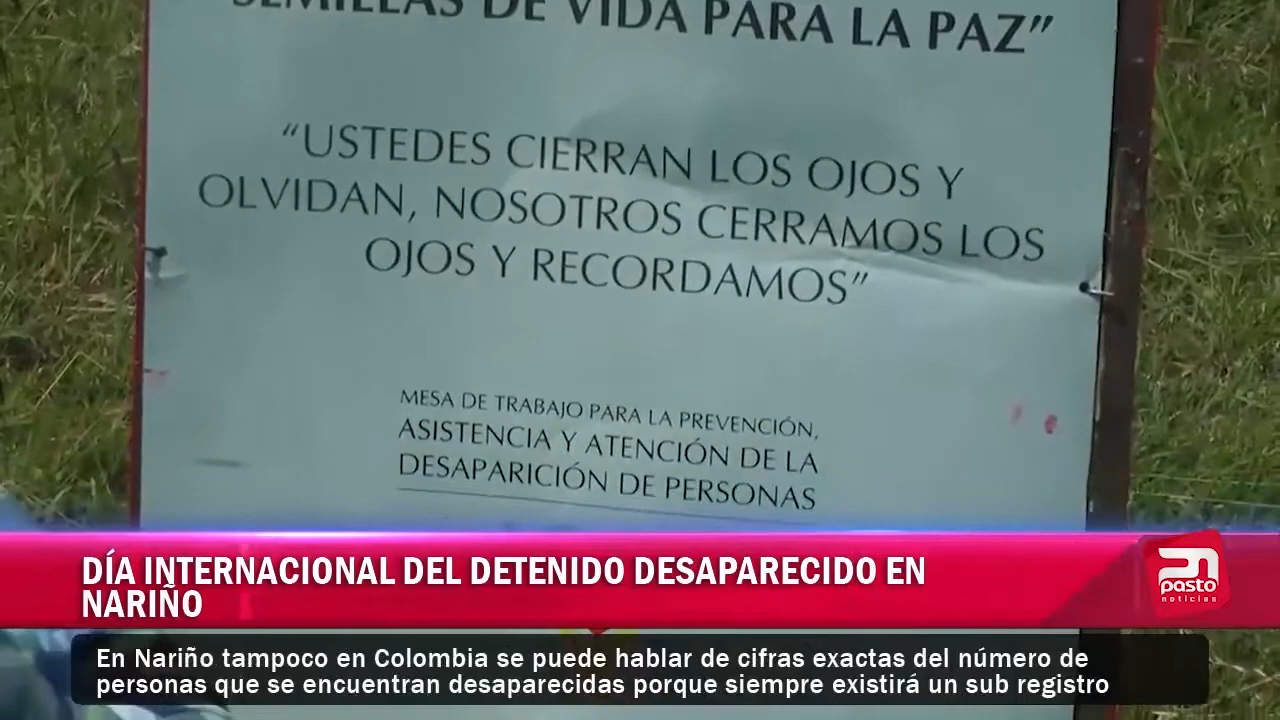 SEMILLAS DE VIDA PARA LA PAZ”
“USTEDES CIERRAN LOS OJOS Y
OLVIDAN, NOSOTROS CERRAMOS LOS
OJOS Y RECORDAMOS”
MESA DE TRABAJO PARA LA PREVENCIÓN,
ASISTENCIA Y ATENCIÓN DE LA
DESAPARICIÓN DE PERSONAS
DÍA INTERNACIONAL DEL DETENIDO DESAPARECIDO EN
NARIÑO
pasto
noticias
En Nariño tampoco en Colombia se puede hablar de cifras exactas del número de
personas que se encuentran desaparecidas porque siempre existirá un sub registro